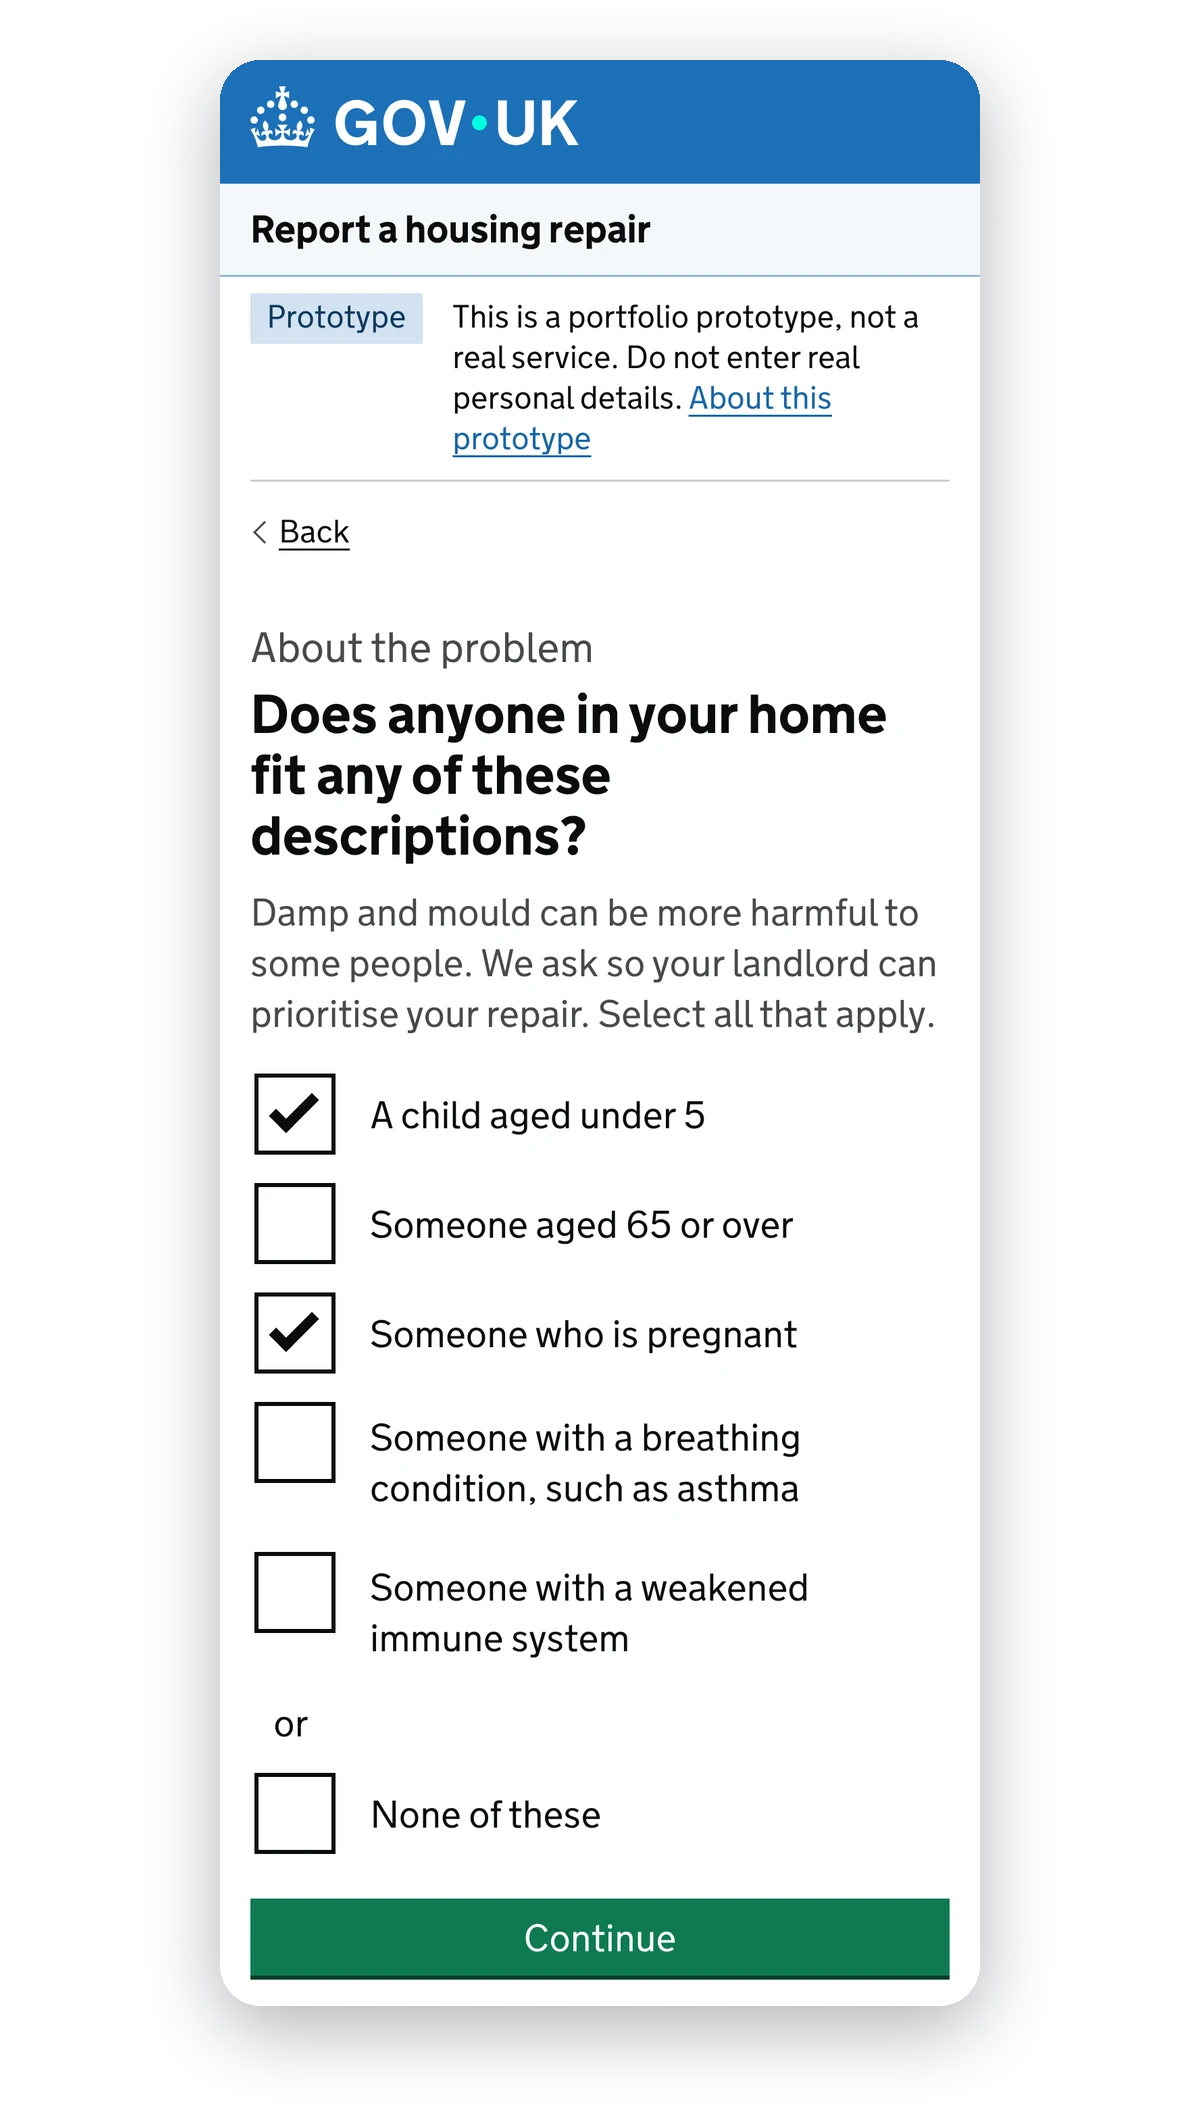 GOV·UK
Report a housing repair
Prototype
This is a portfolio prototype, not a
real service. Do not enter real
personal details. About this
prototype
Back
About the problem
Does anyone in your home
fit any of these
descriptions?
Damp and mould can be more harmful to
some people. We ask so your landlord can
prioritise your repair. Select all that apply.
A child aged under 5
Someone aged 65 or over
Someone who is pregnant
Someone with a breathing
condition, such as asthma
Someone with a weakened
immune system
or
None of these
Continue